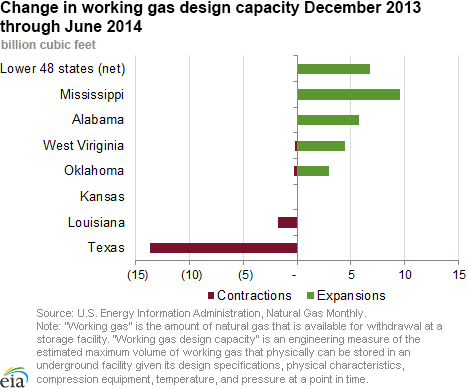 Change in working gas design capacity December 2013
through June 2014
billion cubic feet
Lower 48 states (net)
Mississippi
Alabama
West Viriginia
Oklahoma
Kansas
Louisiana
Texas
(15) (10) (5) - 5 10 15
Contractions Expansions
Source: U.S. Energy Information Administration, Natural Gas Monthly.
Note: "Working gas" is the amount of natural gas that is available for withdrawal at a
storage facility. "Working gas design capacity" is an engineering measure of the
estimated maximum volume of working gas that physically can be stored in an
underground facility given its design specifications, physical characteristics,
compression equipment, temperature, and pressure at a point in time.
eia